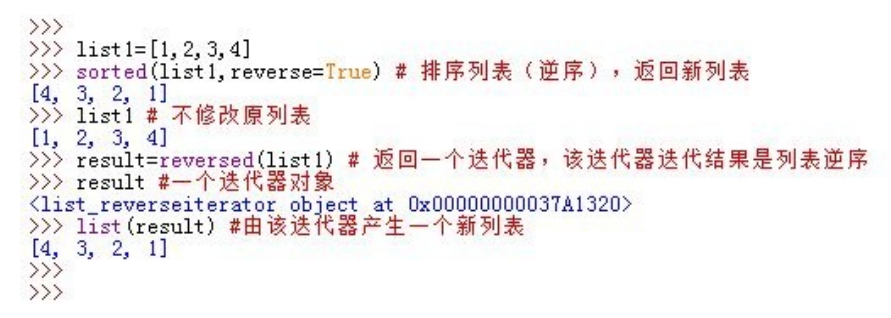 >>>
>>> list1=[1,2,3,4]
>>> sorted(list1,reverse=True) # 排序列表（逆序），返回新列表
[4, 3, 2, 1]
>>> list1 # 不修改原列表
[1, 2, 3, 4]
>>> result=reversed(list1) # 返回一个迭代器，该迭代器迭代结果是列表逆序
>>> result #一个迭代器对象
<list_reverseiterator object at 0x00000000037A1320>
>>> list(result) #由该迭代器产生一个新列表
[4, 3, 2, 1]
>>>
>>>